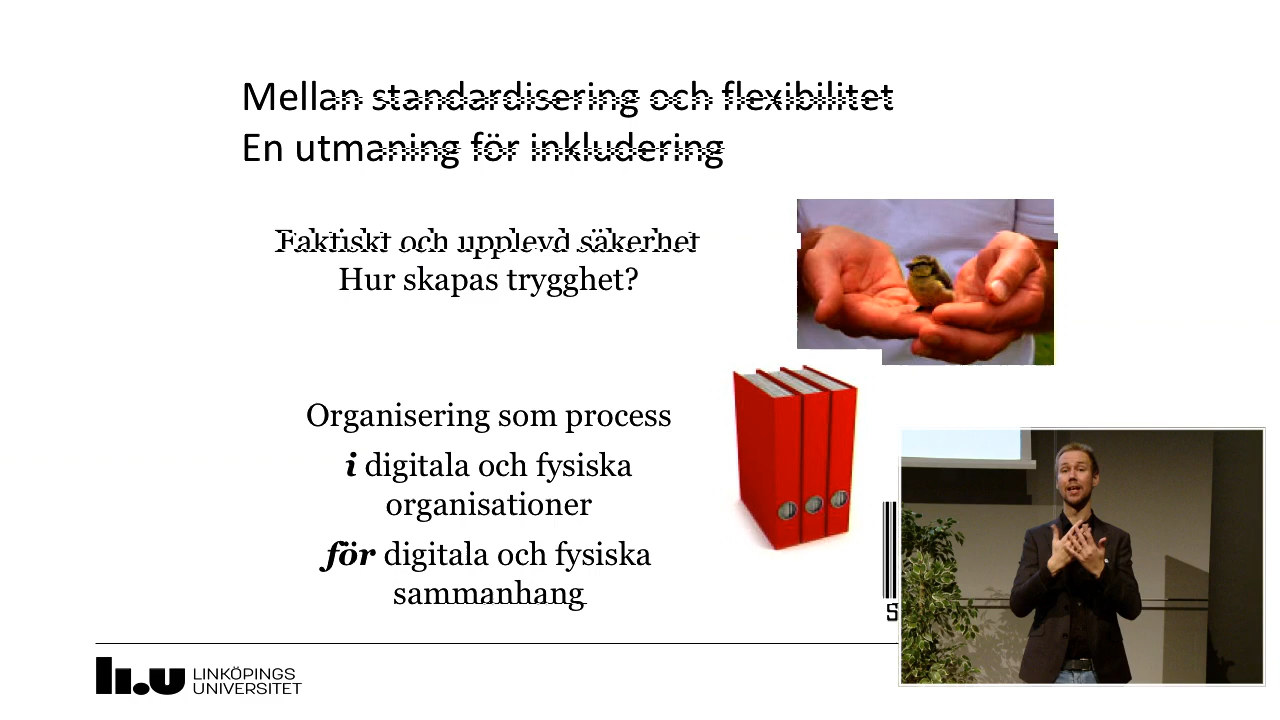 Mellan standardisering och flexibilitet
En utmaning för inkludering
Faktiskt och upplevd säkerhet
Hur skapas trygghet?
Organisering som process
i digitala och fysiska
organisationer
för digitala och fysiska
sammanhang
li.u LINKÖPINGS
UNIVERSITET